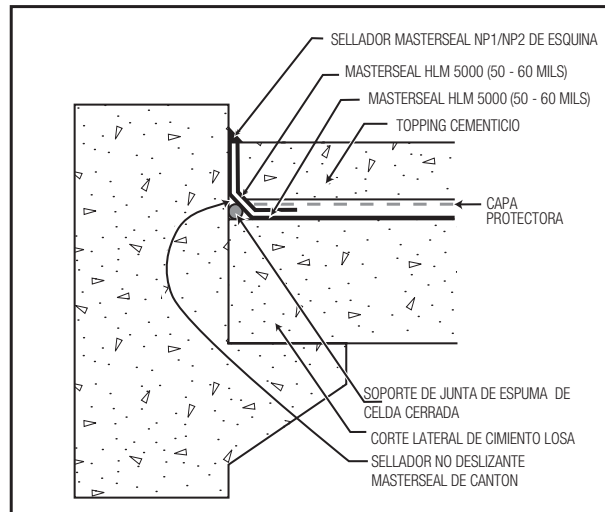 SELLADOR MASTERSEAL NP1/NP2 DE ESQUINA
MASTERSEAL HLM 5000 (50 - 60 MILS)
MASTERSEAL HLM 5000 (50 - 60 MILS)
TOPPING CEMENTICIO
CAPA
PROTECTORA
SOPORTE DE JUNTA DE ESPUMA DE
CELDA CERRADA
CORTE LATERAL DE CIMIENTO LOSA
SELLADOR NO DESLIZANTE
MASTERSEAL DE CANTON